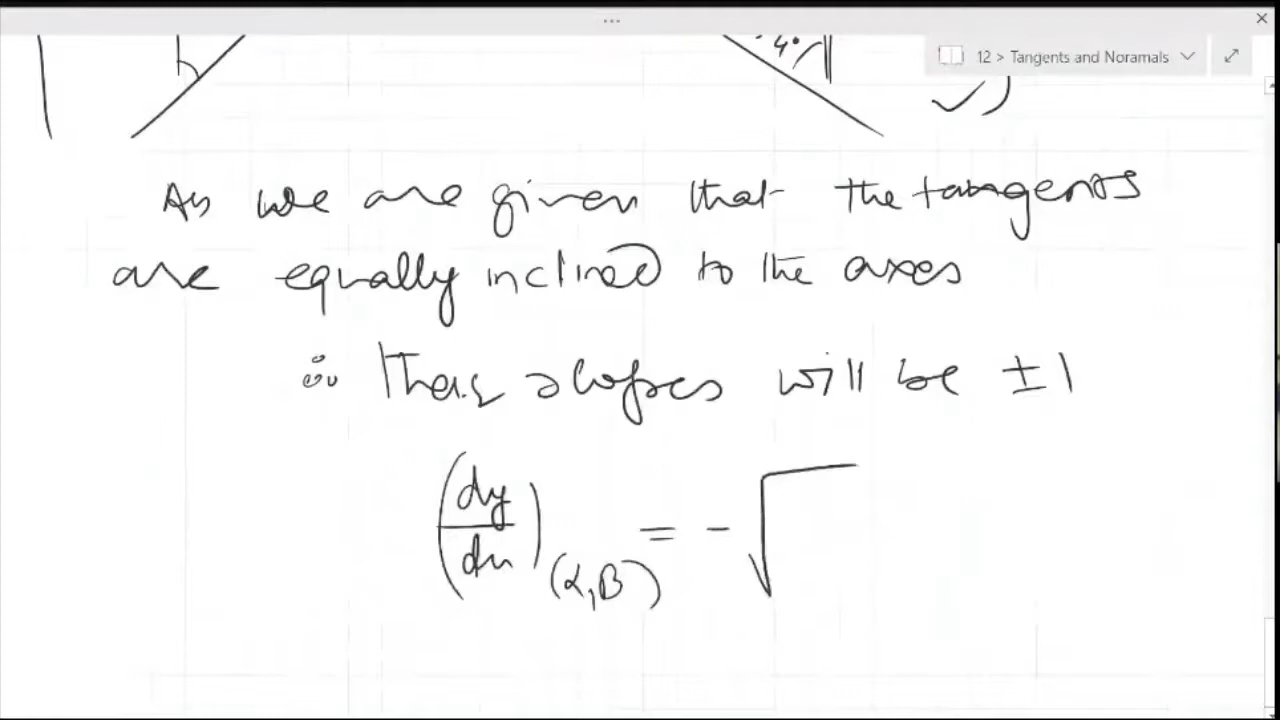 12 > Tangents and Noramals
4°
As we are given that the tangents
are equally inclined to the axes
∴ Their slopes will be ±1
(dy/dx)(α,β) = -√